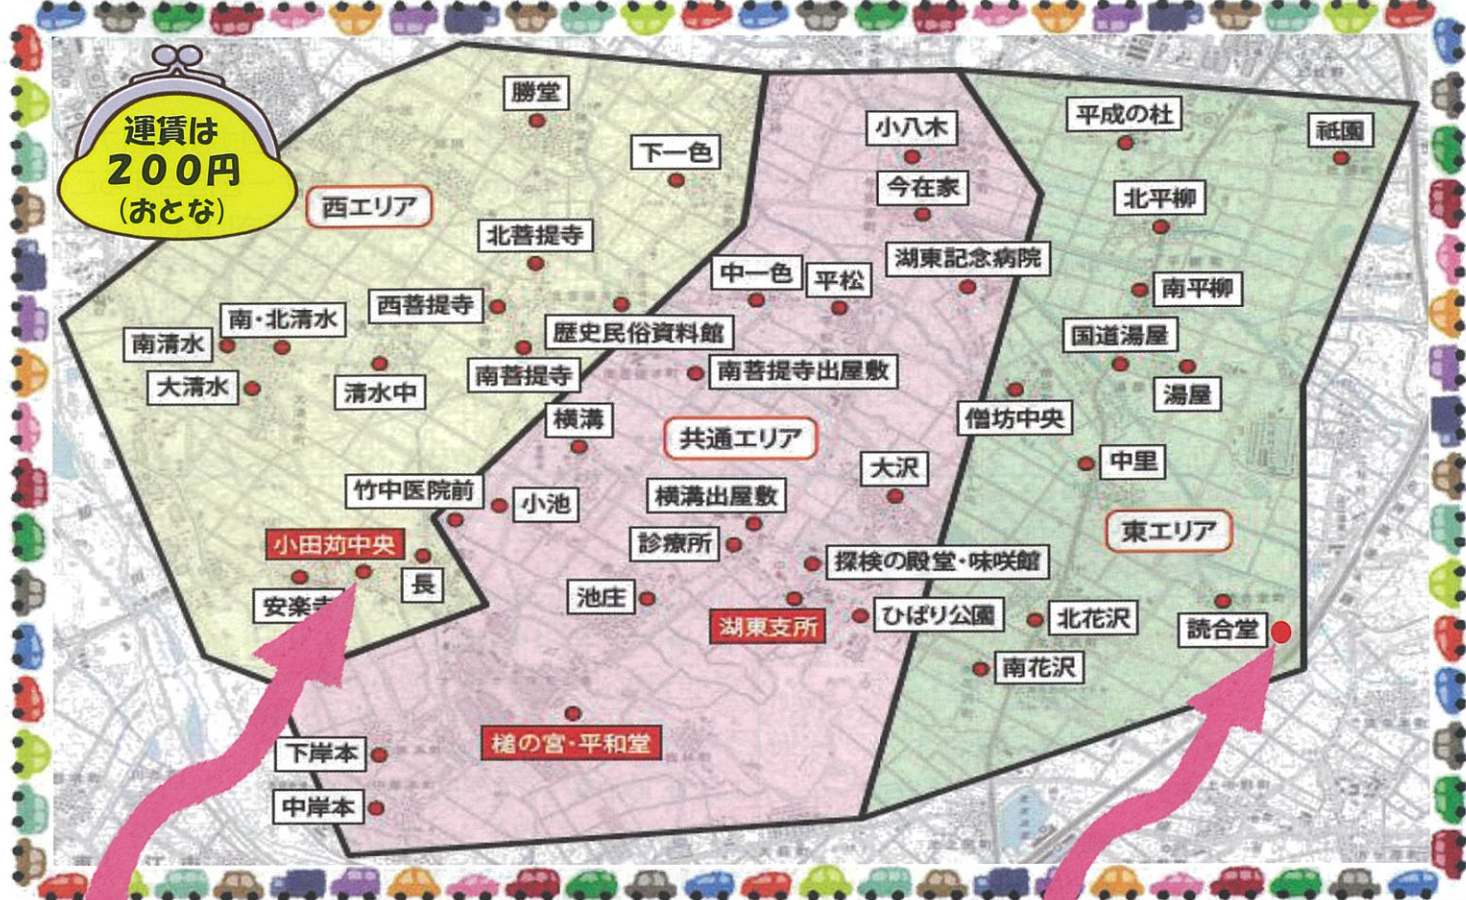 運賃は
200円
(おとな)
西エリア
勝堂
下一色
北菩提寺
西菩提寺
南・北清水
南清水
大清水
清水中
南菩提寺
歴史民俗資料館
竹中医院前
小田苅中央
長
安楽寺
共通エリア
小八木
今在家
湖東記念病院
中一色
平松
南菩提寺出屋敷
横溝
小池
横溝出屋敷
大沢
診療所
探検の殿堂・味咲館
池庄
湖東支所
ひばり公園
槌の宮・平和堂
下岸本
中岸本
東エリア
平成の杜
祇園
北平柳
南平柳
国道湯屋
湯屋
僧坊中央
中里
北花沢
南花沢
読合堂